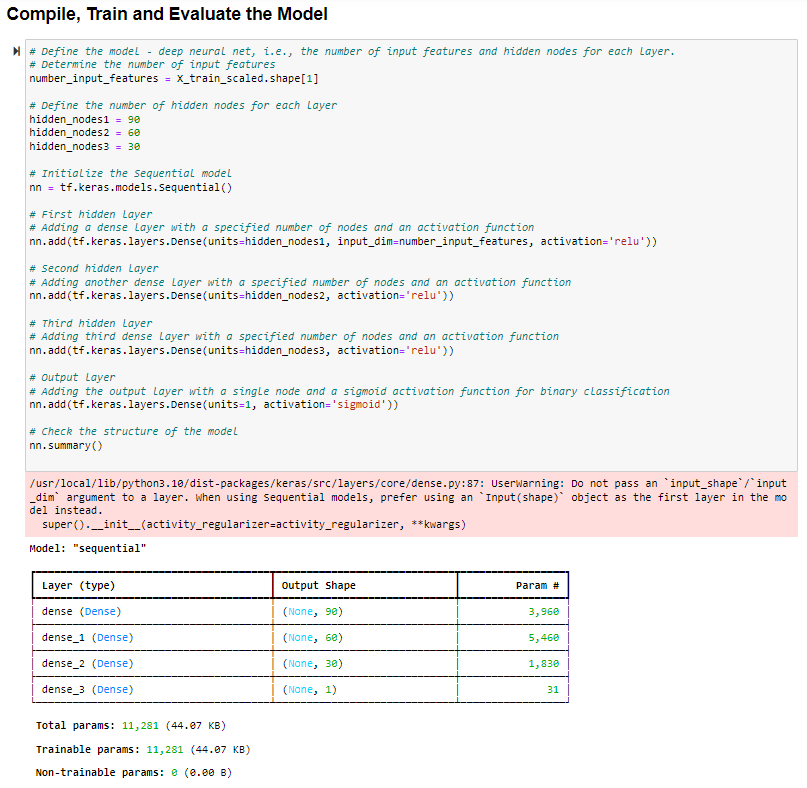 Compile, Train and Evaluate the Model
# Define the model - deep neural net, i.e., the number of input features and hidden nodes for each layer.
# Determine the number of input features
number_input_features = X_train_scaled.shape[1]
# Define the number of hidden nodes for each layer
hidden_nodes1 = 90
hidden_nodes2 = 60
hidden_nodes3 = 30
# Initialize the Sequential model
nn = tf.keras.models.Sequential()
# First hidden layer
# Adding a dense layer with a specified number of nodes and an activation function
nn.add(tf.keras.layers.Dense(units=hidden_nodes1, input_dim=number_input_features, activation='relu'))
# Second hidden layer
# Adding another dense layer with a specified number of nodes and an activation function
nn.add(tf.keras.layers.Dense(units=hidden_nodes2, activation='relu'))
# Third hidden layer
# Adding third dense layer with a specified number of nodes and an activation function
nn.add(tf.keras.layers.Dense(units=hidden_nodes3, activation='relu'))
# Output layer
# Adding the output layer with a single node and a sigmoid activation function for binary classification
nn.add(tf.keras.layers.Dense(units=1, activation='sigmoid'))
# Check the structure of the model
nn.summary()
/usr/local/lib/python3.10/dist-packages/keras/src/layers/core/dense.py:87: UserWarning: Do not pass an `input_shape`/`input
_dim` argument to a layer. When using Sequential models, prefer using an `Input(shape)` object as the first layer in the mo
del instead.
super().__init__(activity_regularizer=activity_regularizer, **kwargs)
Model: "sequential"
Layer (type) Output Shape Param #
dense (Dense) (None, 90) 3,960
dense_1 (Dense) (None, 60) 5,460
dense_2 (Dense) (None, 30) 1,830
dense_3 (Dense) (None, 1) 31
Total params: 11,281 (44.07 KB)
Trainable params: 11,281 (44.07 KB)
Non-trainable params: 0 (0.00 B)